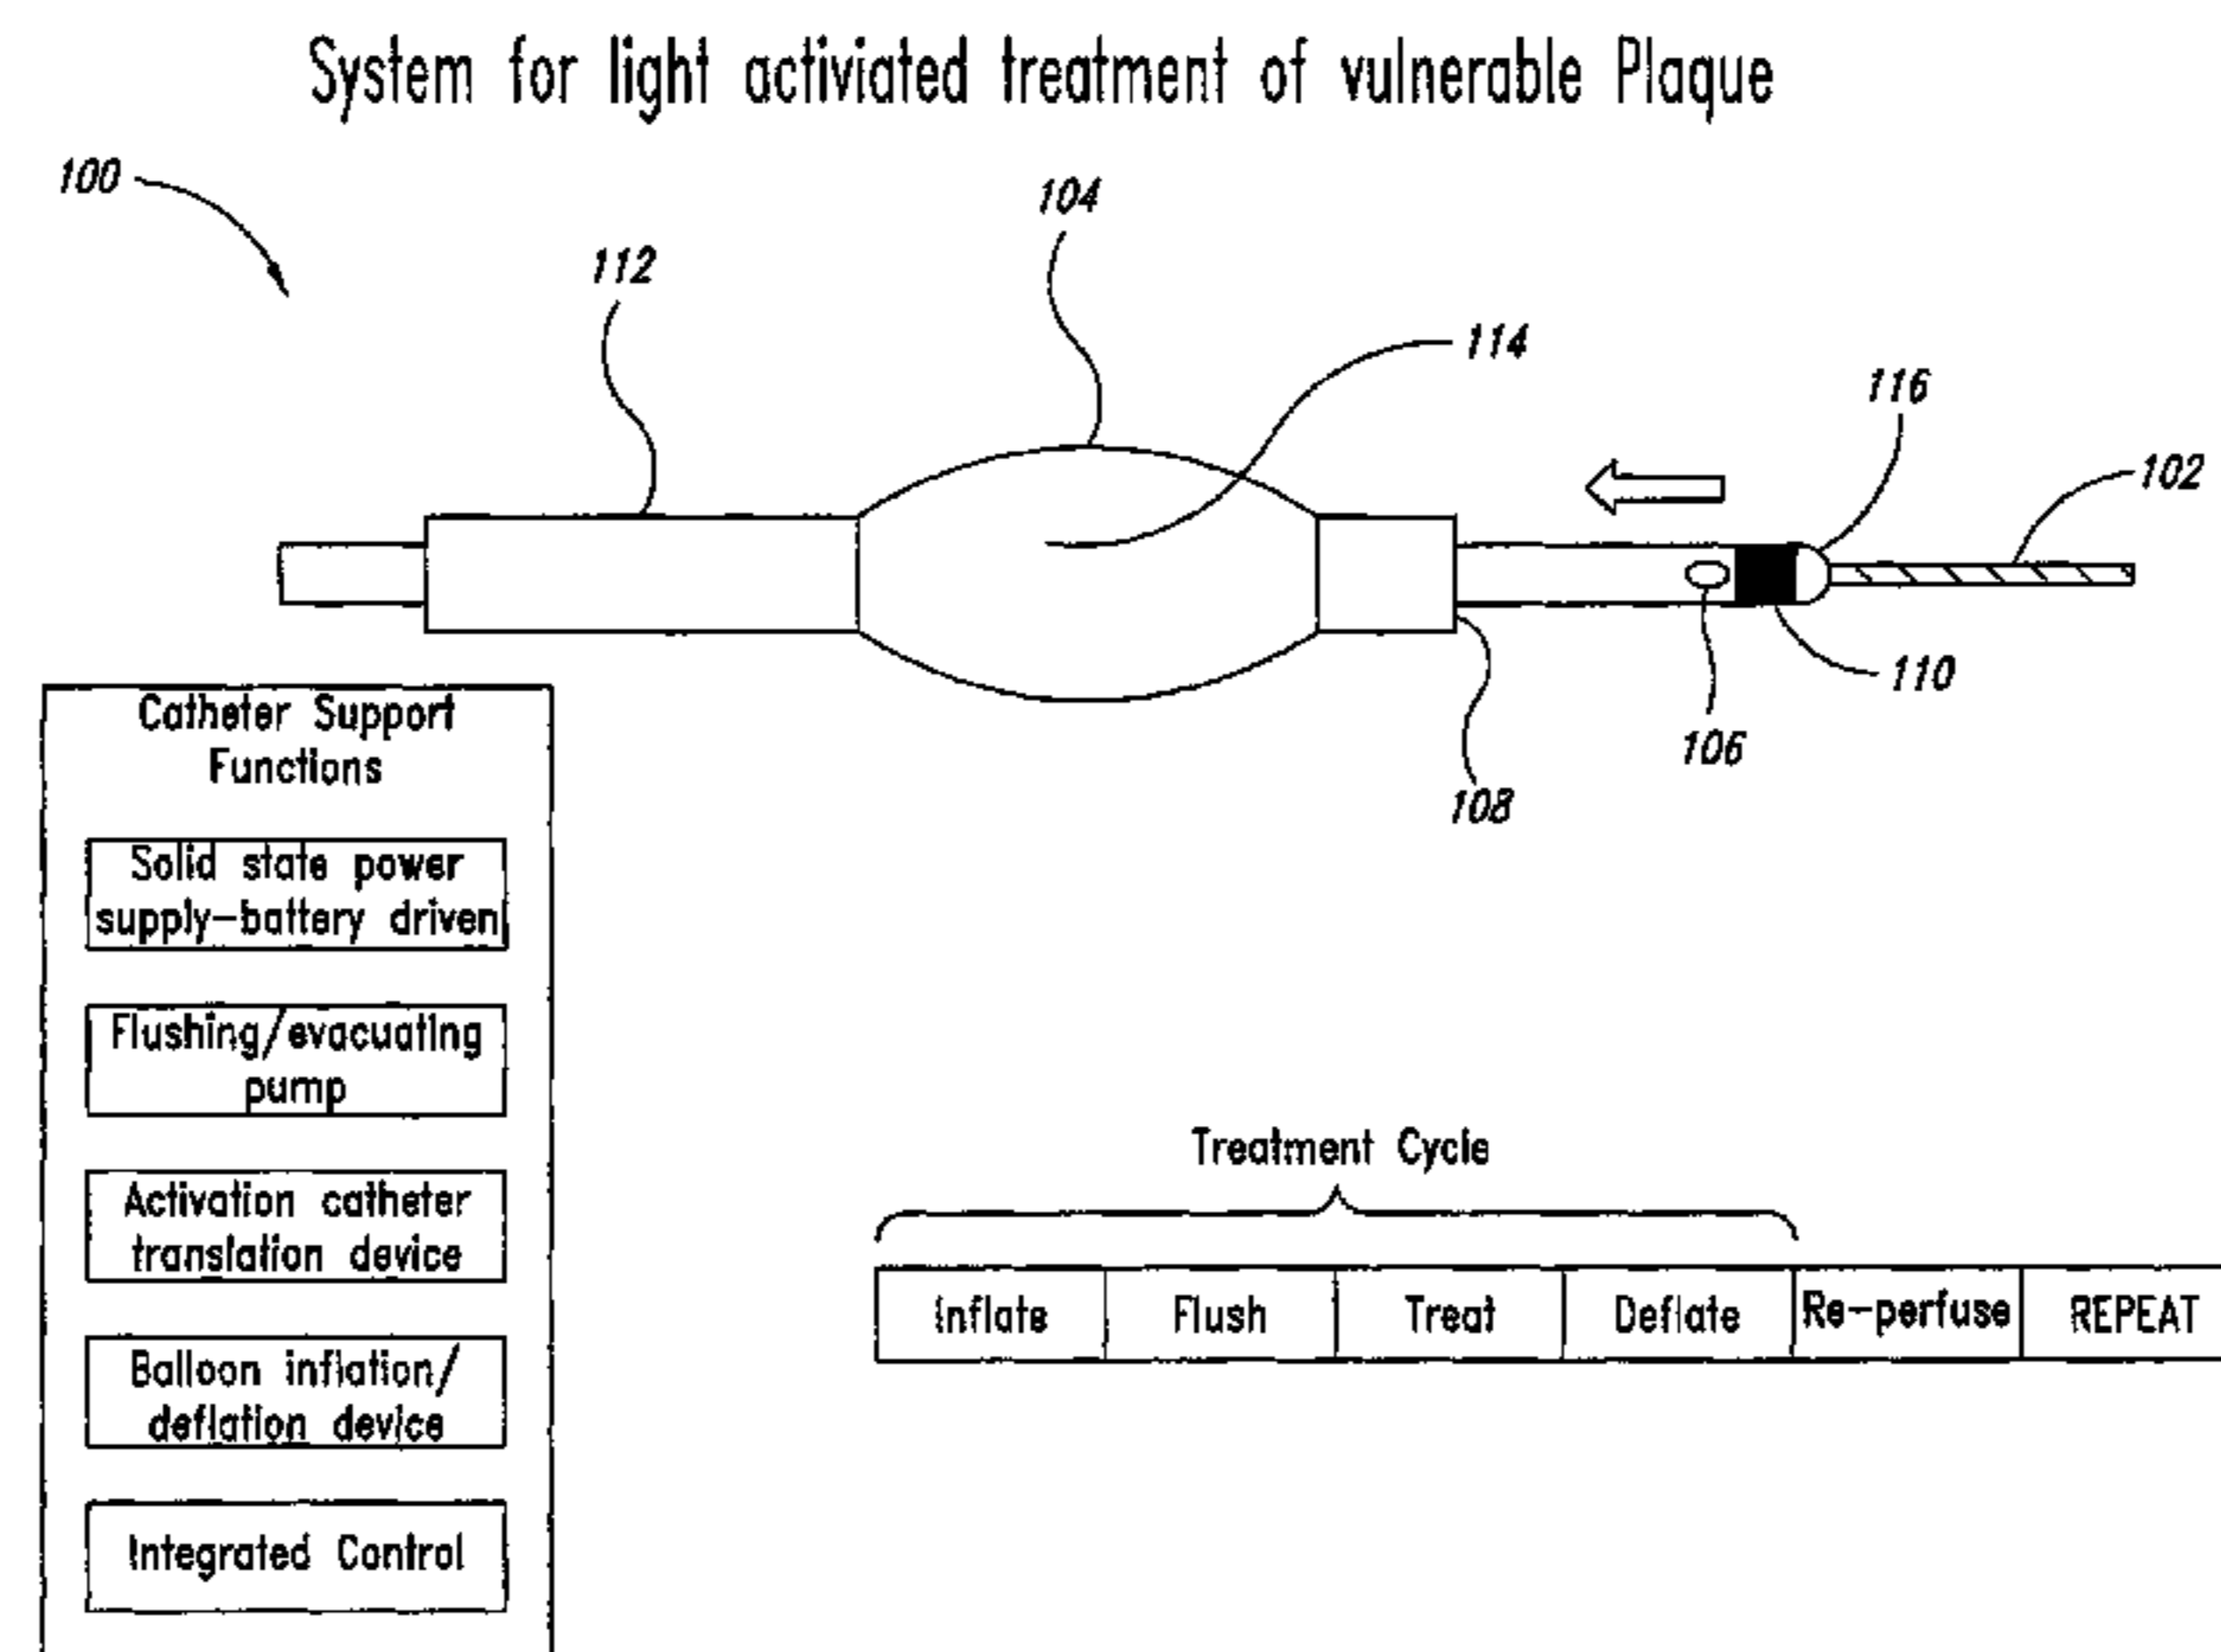 System for light activiated treatment of vulnerable Plaque
100
104
112
114
116
102
110
106
108
Catheter Support
Functions
Solid state power
supply-battery driven
Flushing/evacuating
pump
Activation catheter
translation device
Balloon inflation/
deflation device
Integrated Control
Treatment Cycle
Inflate Flush Treat Deflate Re-perfuse REPEAT